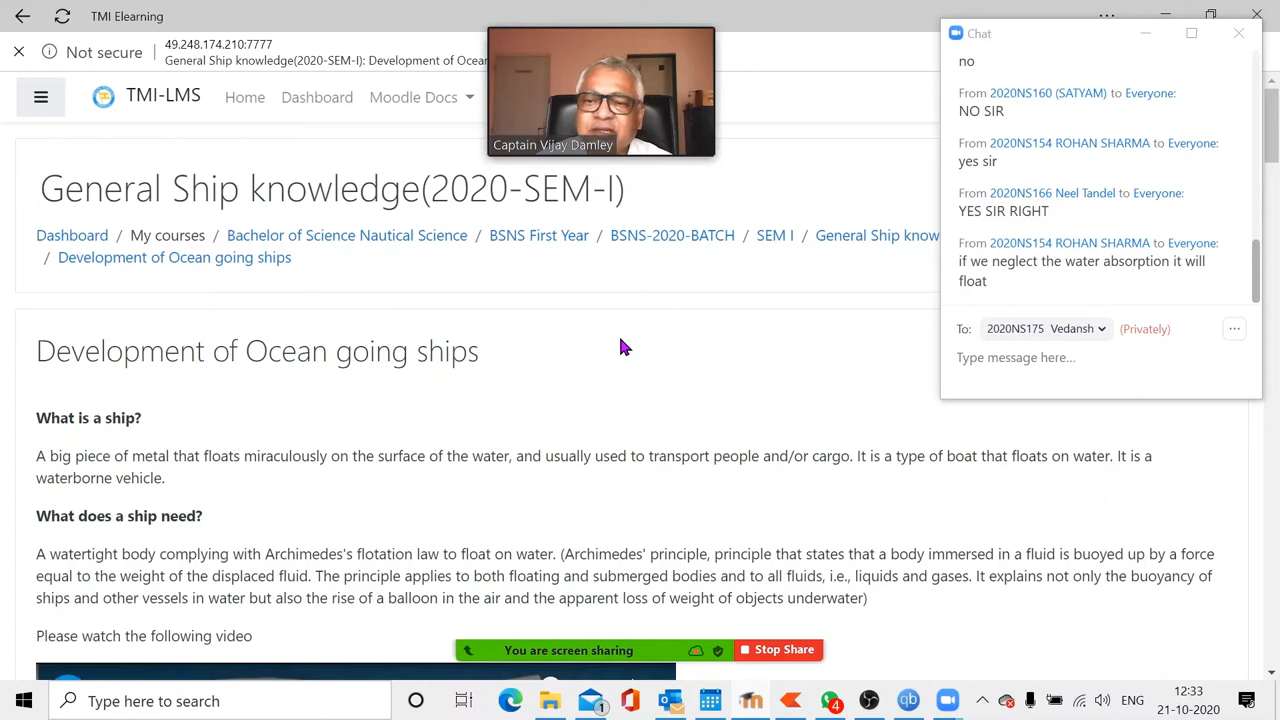 TMI Elearning
Not secure
49.248.174.210:7777
General Ship knowledge(2020-SEM-I): Development of Ocean
TMI-LMS
Home
Dashboard
Moodle Docs
Captain Vijay Damley
General Ship knowledge(2020-SEM-I)
Dashboard / My courses / Bachelor of Science Nautical Science / BSNS First Year / BSNS-2020-BATCH / SEM I / General Ship know
/ Development of Ocean going ships
Development of Ocean going ships
What is a ship?
A big piece of metal that floats miraculously on the surface of the water, and usually used to transport people and/or cargo. It is a type of boat that floats on water. It is a
waterborne vehicle.
What does a ship need?
A watertight body complying with Archimedes's flotation law to float on water. (Archimedes' principle, principle that states that a body immersed in a fluid is buoyed up by a force
equal to the weight of the displaced fluid. The principle applies to both floating and submerged bodies and to all fluids, i.e., liquids and gases. It explains not only the buoyancy of
ships and other vessels in water but also the rise of a balloon in the air and the apparent loss of weight of objects underwater)
Please watch the following video
Chat
no
From 2020NS160 (SATYAM) to Everyone:
NO SIR
From 2020NS154 ROHAN SHARMA to Everyone:
yes sir
From 2020NS166 Neel Tandel to Everyone:
YES SIR RIGHT
From 2020NS154 ROHAN SHARMA to Everyone:
if we neglect the water absorption it will
float
To: 2020NS175 Vedansh (Privately)
Type message here...
You are screen sharing
Stop Share
Type here to search
1
4
ENG
12:33
21-10-2020